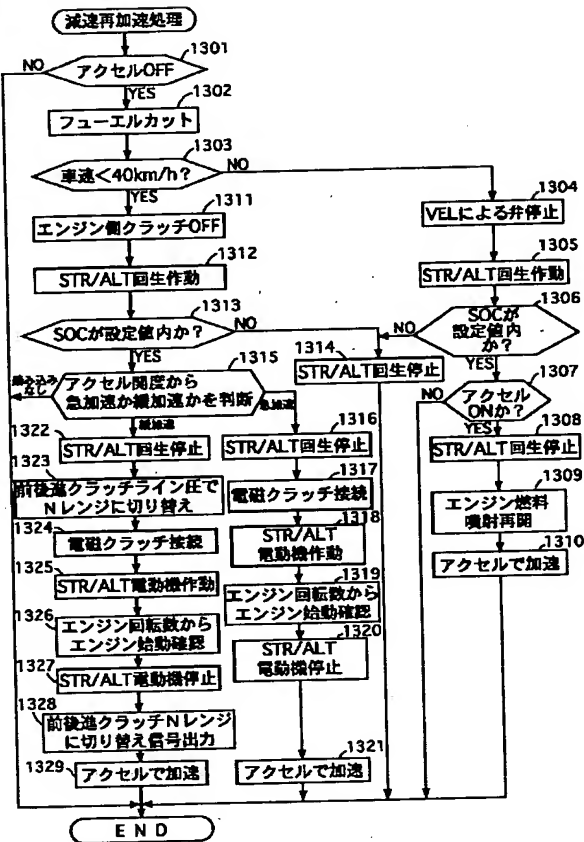 減速再加速処理
1301
アクセルOFF
NO
YES
1302
フューエルカット
1303
車速<40km/h?
NO
YES
1311
エンジン側クラッチOFF
1312
STR/ALT回生作動
1313
SOCが設定値内か?
NO
YES
1304
VELによる弁停止
1305
STR/ALT回生作動
1306
SOCが
設定値内
か?
NO
YES
1314
STR/ALT回生停止
1307
アクセル
ONか?
NO
YES
1308
STR/ALT回生停止
1309
エンジン燃料
噴射再開
1310
アクセルで加速
1315
アクセル開度から
急加速か緩加速かを判断
踏み込み
なし
緩加速
急加速
1322
STR/ALT回生停止
1323
前後進クラッチライン圧で
Nレンジに切り替え
1324
電磁クラッチ接続
1325
STR/ALT電動機作動
1326
エンジン回転数から
エンジン始動確認
1327
STR/ALT電動機停止
1328
前後進クラッチNレンジ
に切り替え信号出力
1329
アクセルで加速
1316
STR/ALT回生停止
1317
電磁クラッチ接続
1318
STR/ALT
電動機作動
1319
エンジン回転数から
エンジン始動確認
1320
STR/ALT
電動機停止
1321
アクセルで加速
END